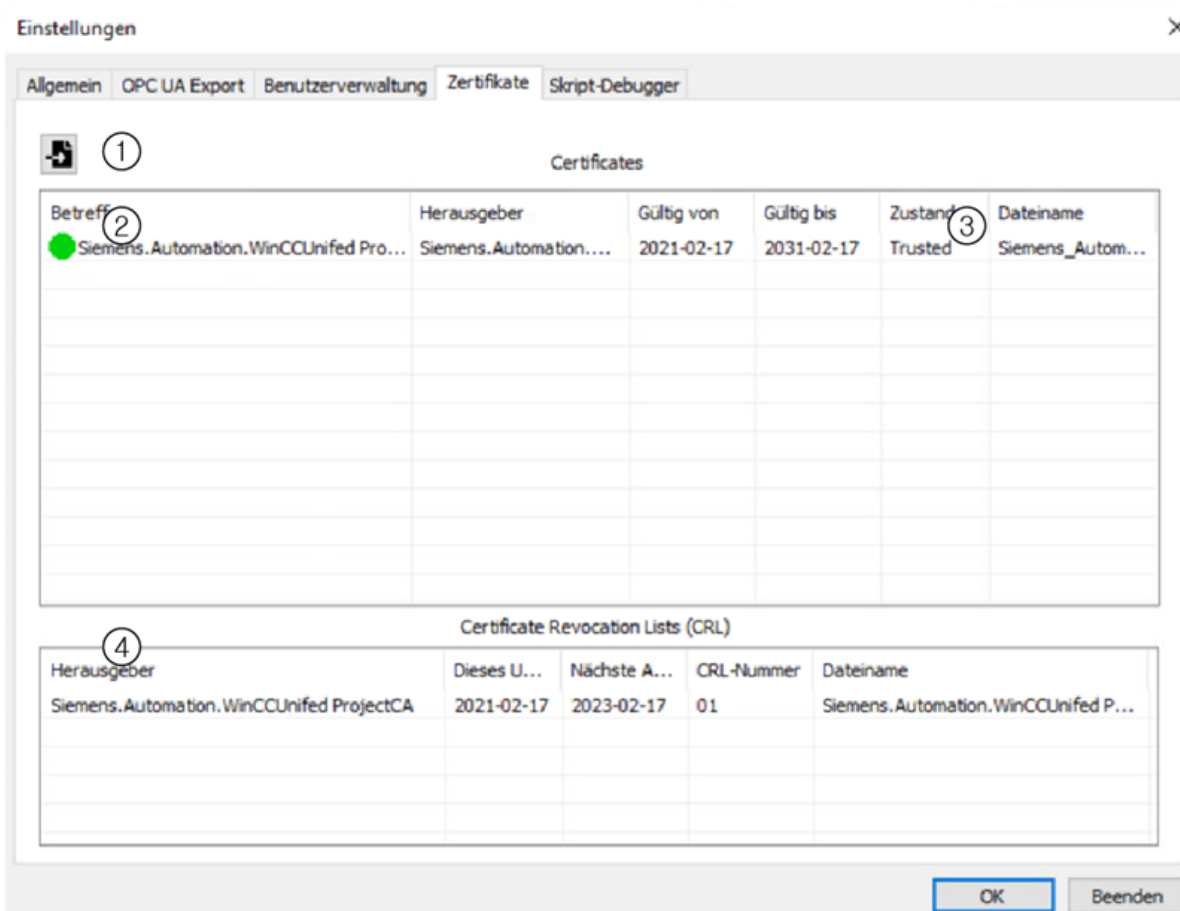 Einstellungen
Allgemein OPC UA Export Benutzerverwaltung Zertifikate Skript-Debugger
1
Certificates
Betreff Herausgeber Gültig von Gültig bis Zustand Dateiname
2 3
Siemens.Automation.WinCCUnifed Pro... Siemens.Automation.... 2021-02-17 2031-02-17 Trusted Siemens_Autom...
Certificate Revocation Lists (CRL)
4
Herausgeber Dieses U... Nächste A... CRL-Nummer Dateiname
Siemens.Automation.WinCCUnifed ProjectCA 2021-02-17 2023-02-17 01 Siemens.Automation.WinCCUnifed P...
OK Beenden